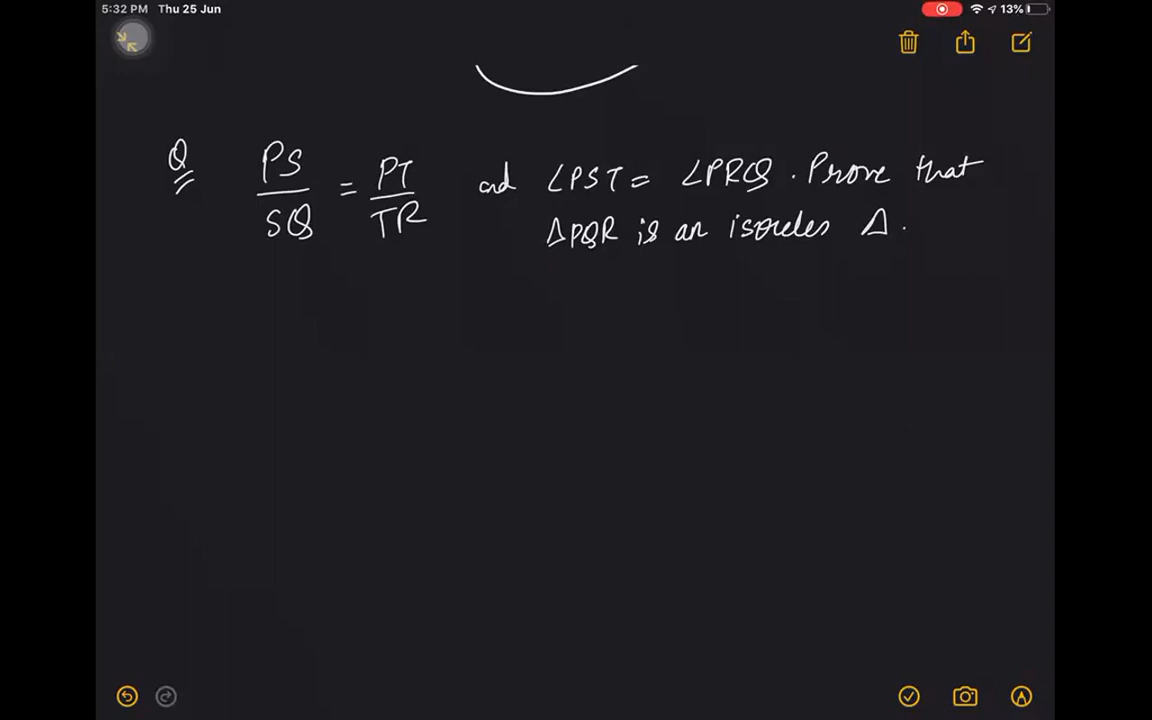 5:32 PM Thu 25 Jun 13%
Q PS/SQ = PT/TR and ∠PST = ∠PRQ . Prove that
ΔPQR is an isosceles Δ .